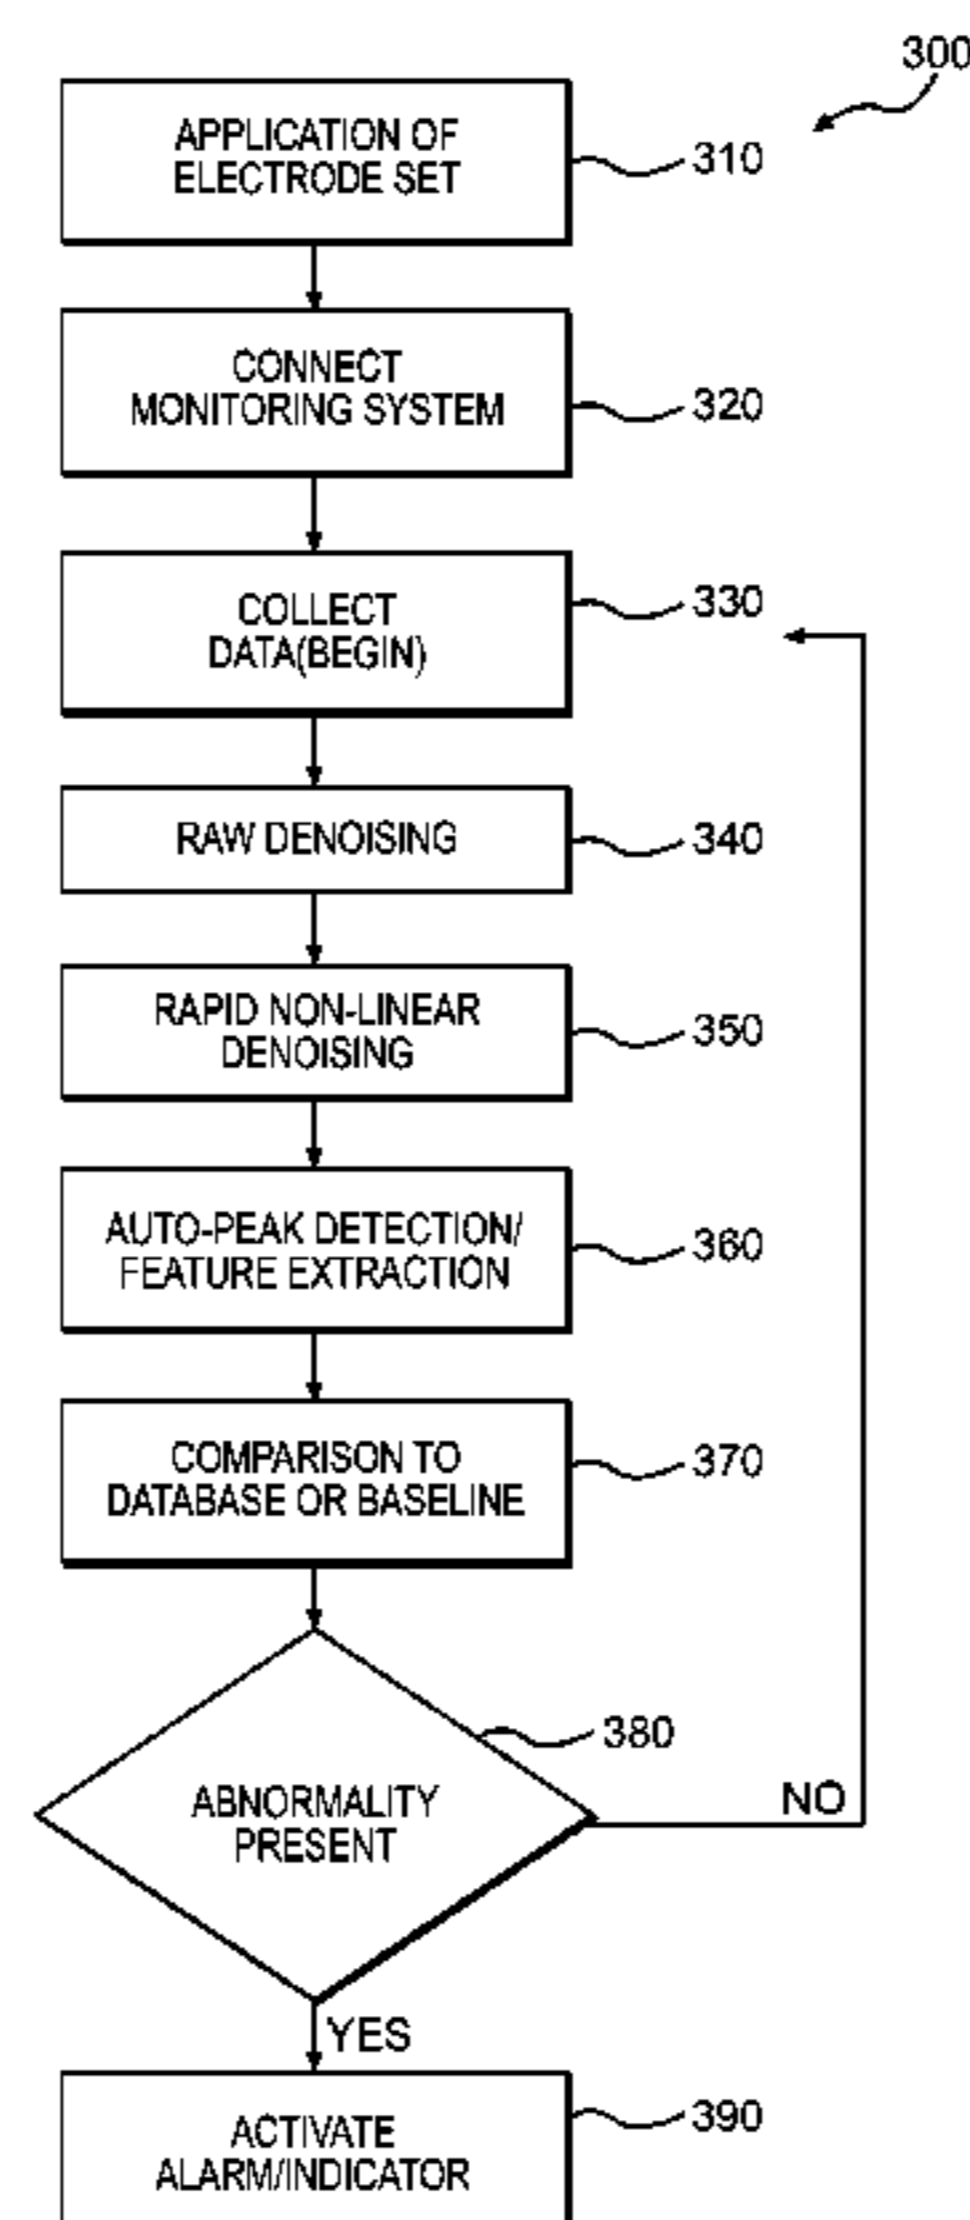 300
APPLICATION OF
ELECTRODE SET
310
CONNECT
MONITORING SYSTEM
320
COLLECT
DATA(BEGIN)
330
RAW DENOISING
340
RAPID NON-LINEAR
DENOISING
350
AUTO-PEAK DETECTION/
FEATURE EXTRACTION
360
COMPARISON TO
DATABASE OR BASELINE
370
380
ABNORMALITY
PRESENT
NO
YES
ACTIVATE
ALARM/INDICATOR
390